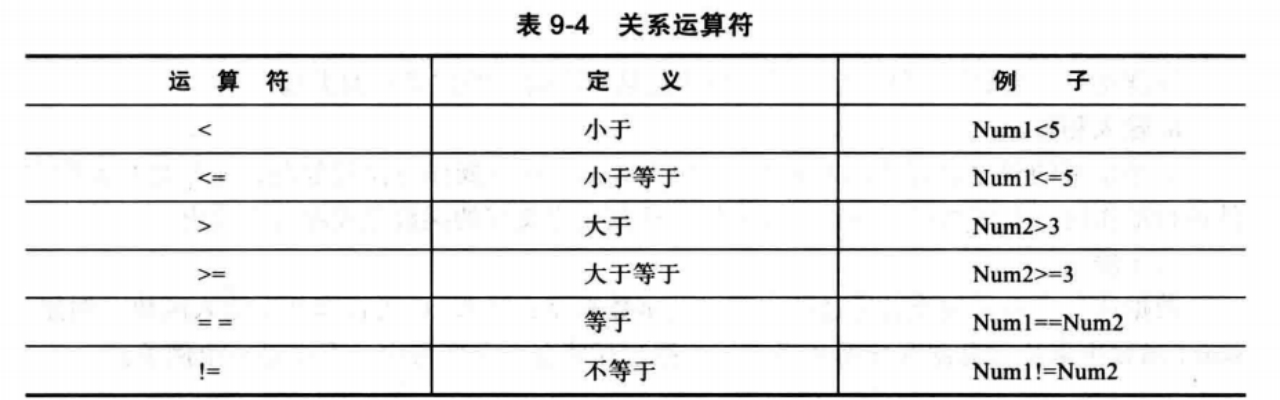 表 9-4 关系运算符
运 算 符 定 义 例 子
< 小于 Num1<5
<= 小于等于 Num1<=5
> 大于 Num2>3
>= 大于等于 Num2>=3
= = 等于 Num1==Num2
!= 不等于 Num1!=Num2